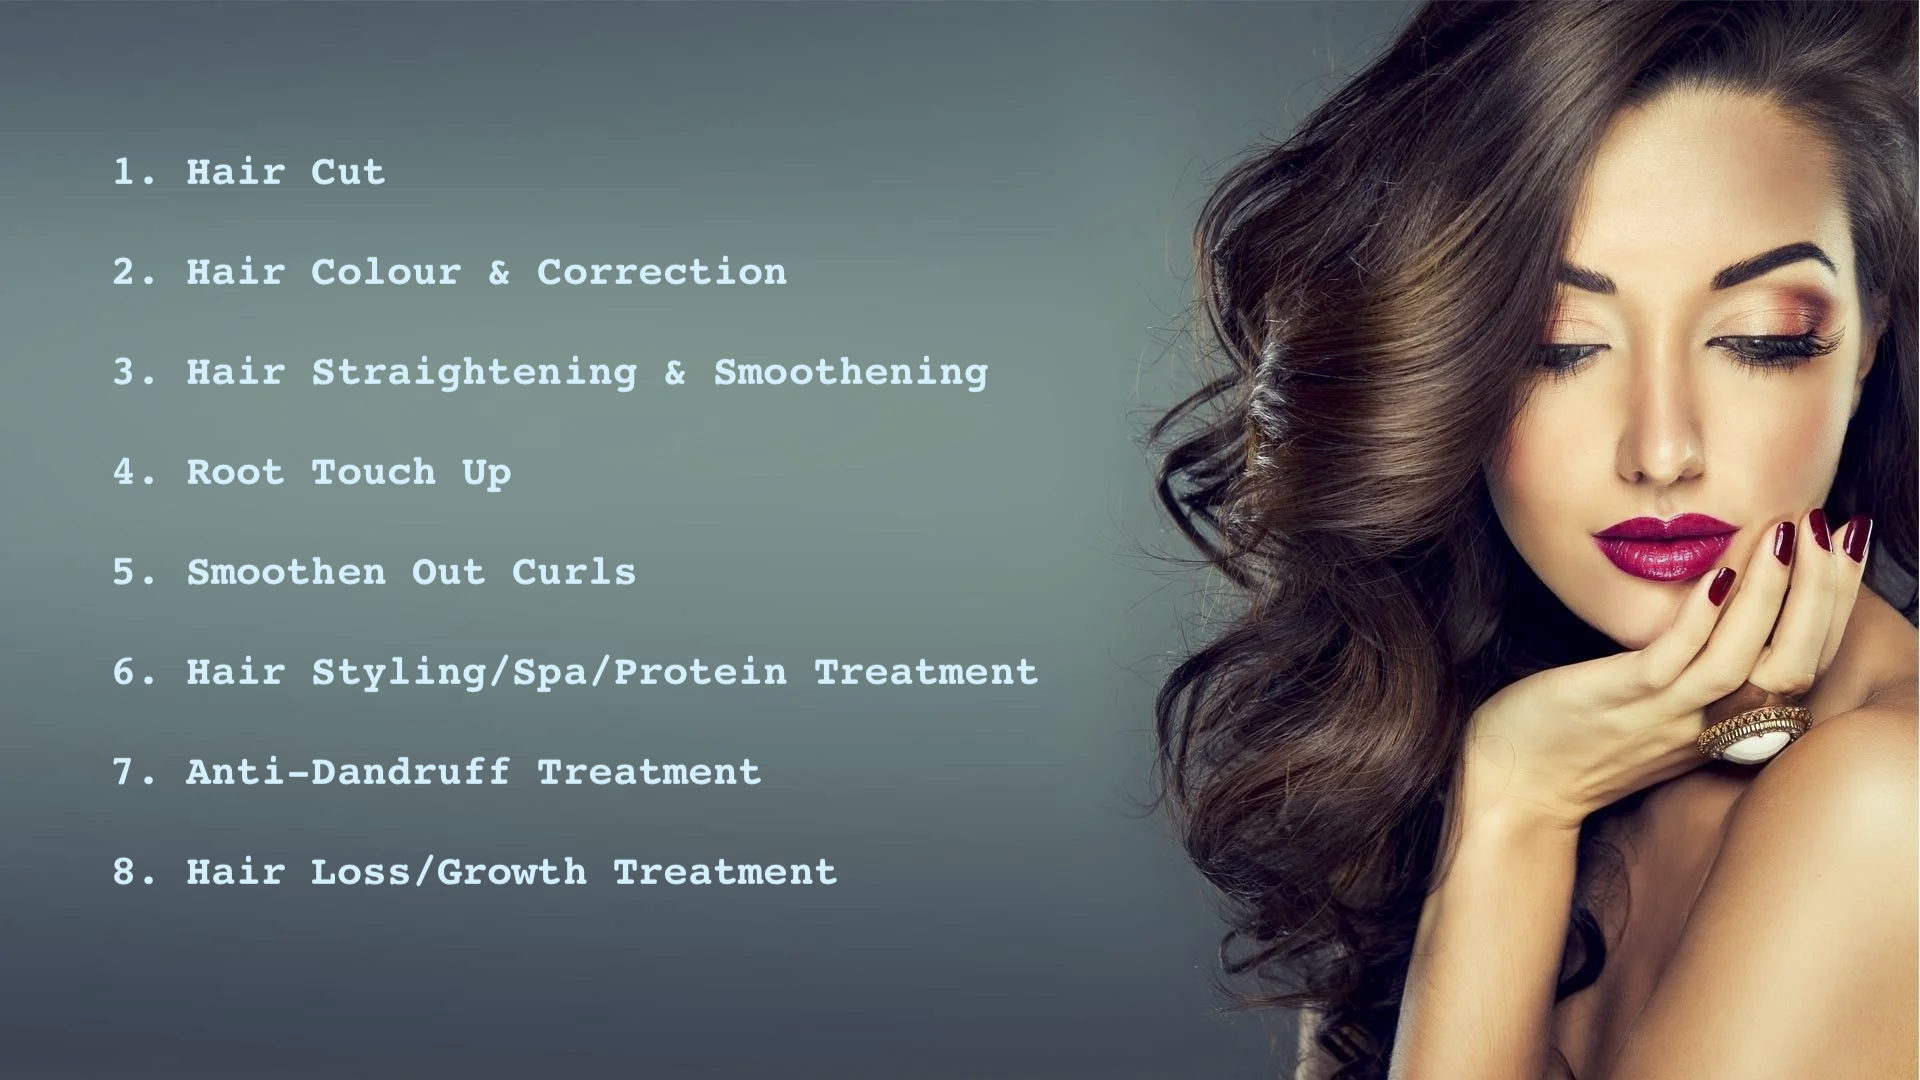 1. Hair Cut
2. Hair Colour & Correction
3. Hair Straightening & Smoothening
4. Root Touch Up
5. Smoothen Out Curls
6. Hair Styling/Spa/Protein Treatment
7. Anti-Dandruff Treatment
8. Hair Loss/Growth Treatment